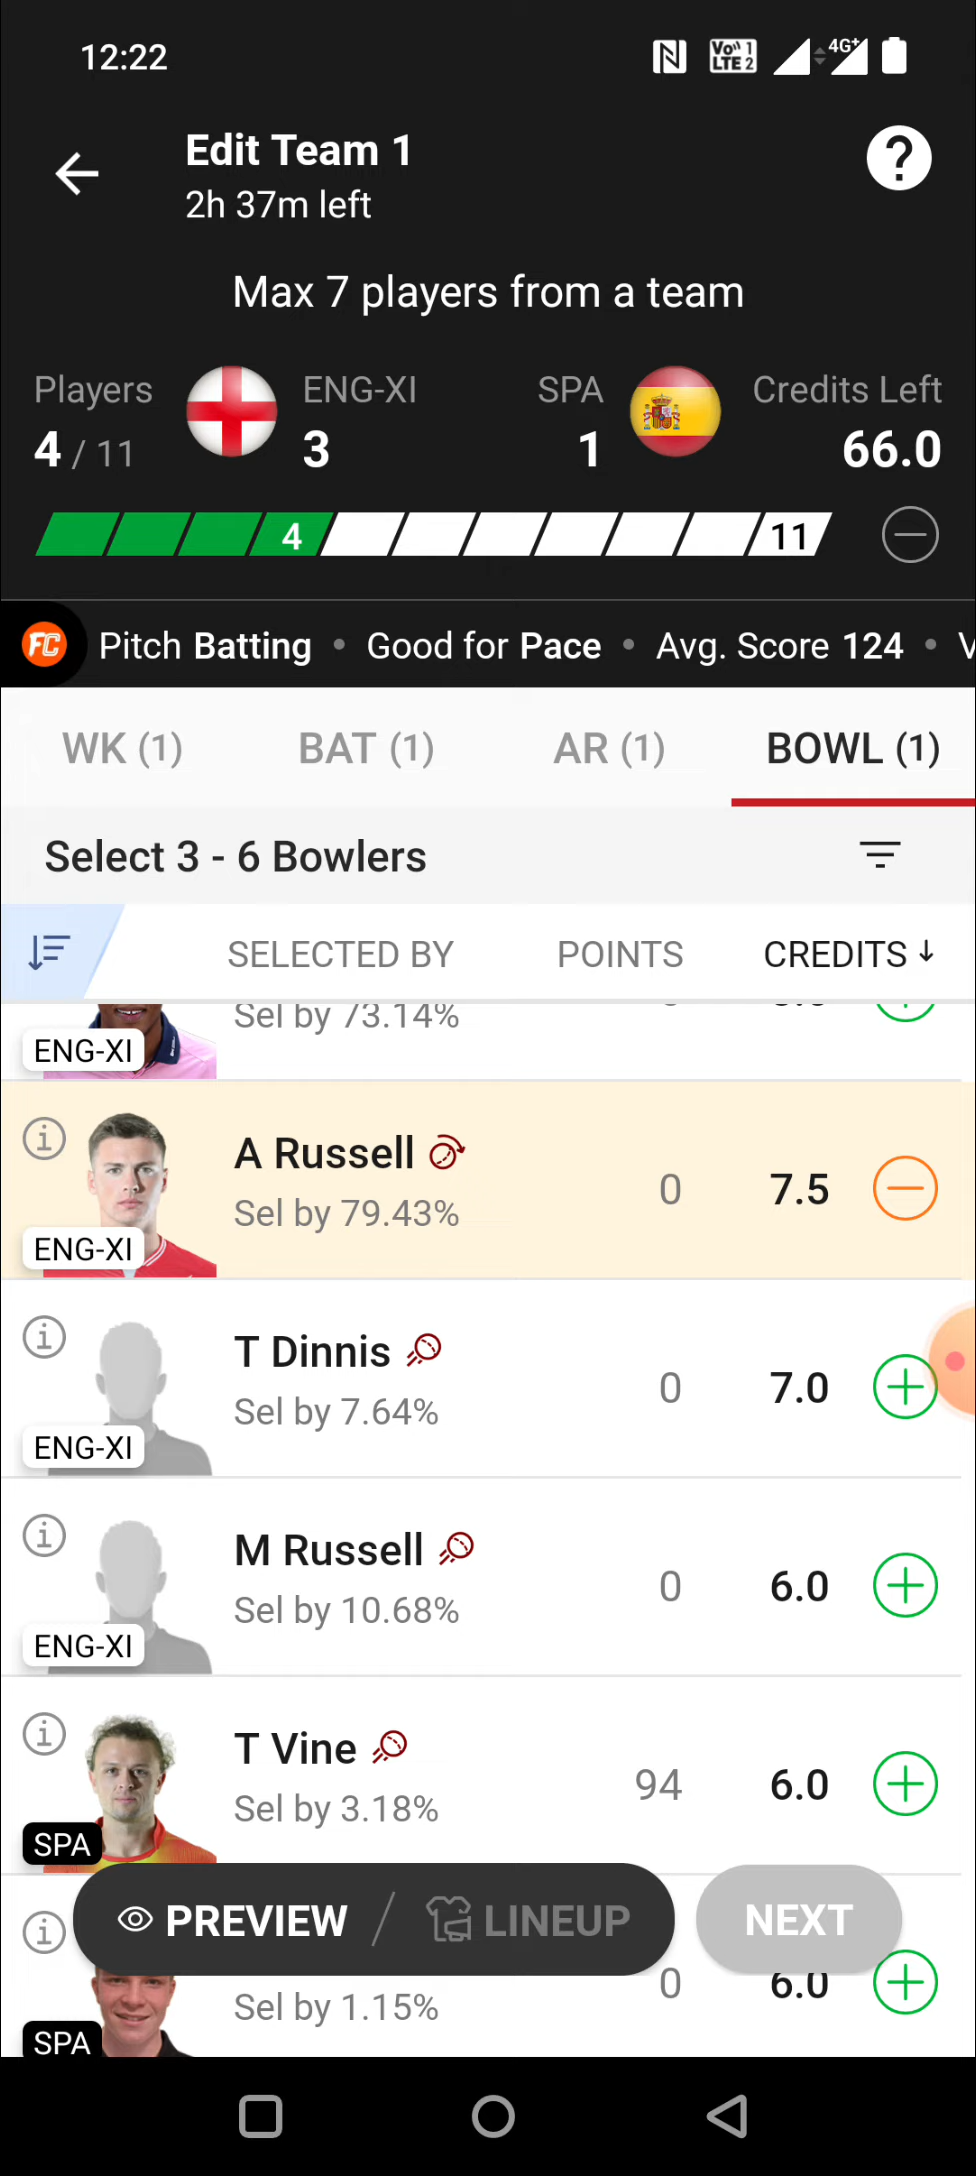 12:22
Vo 1
LTE 2
4G+
Edit Team 1
?
2h 37m left
Max 7 players from a team
Players
ENG-XI
SPA
Credits Left
4 / 11
3
1
66.0
4
11
FC
Pitch Batting • Good for Pace • Avg. Score 124 •
WK (1)
BAT (1)
AR (1)
BOWL (1)
Select 3 - 6 Bowlers
SELECTED BY
POINTS
CREDITS ↓
Sel by 73.14%
ENG-XI
A Russell
0
7.5
Sel by 79.43%
ENG-XI
T Dinnis
0
7.0
Sel by 7.64%
ENG-XI
M Russell
0
6.0
Sel by 10.68%
ENG-XI
T Vine
94
6.0
Sel by 3.18%
SPA
PREVIEW / LINEUP
NEXT
0
6.0
Sel by 1.15%
SPA